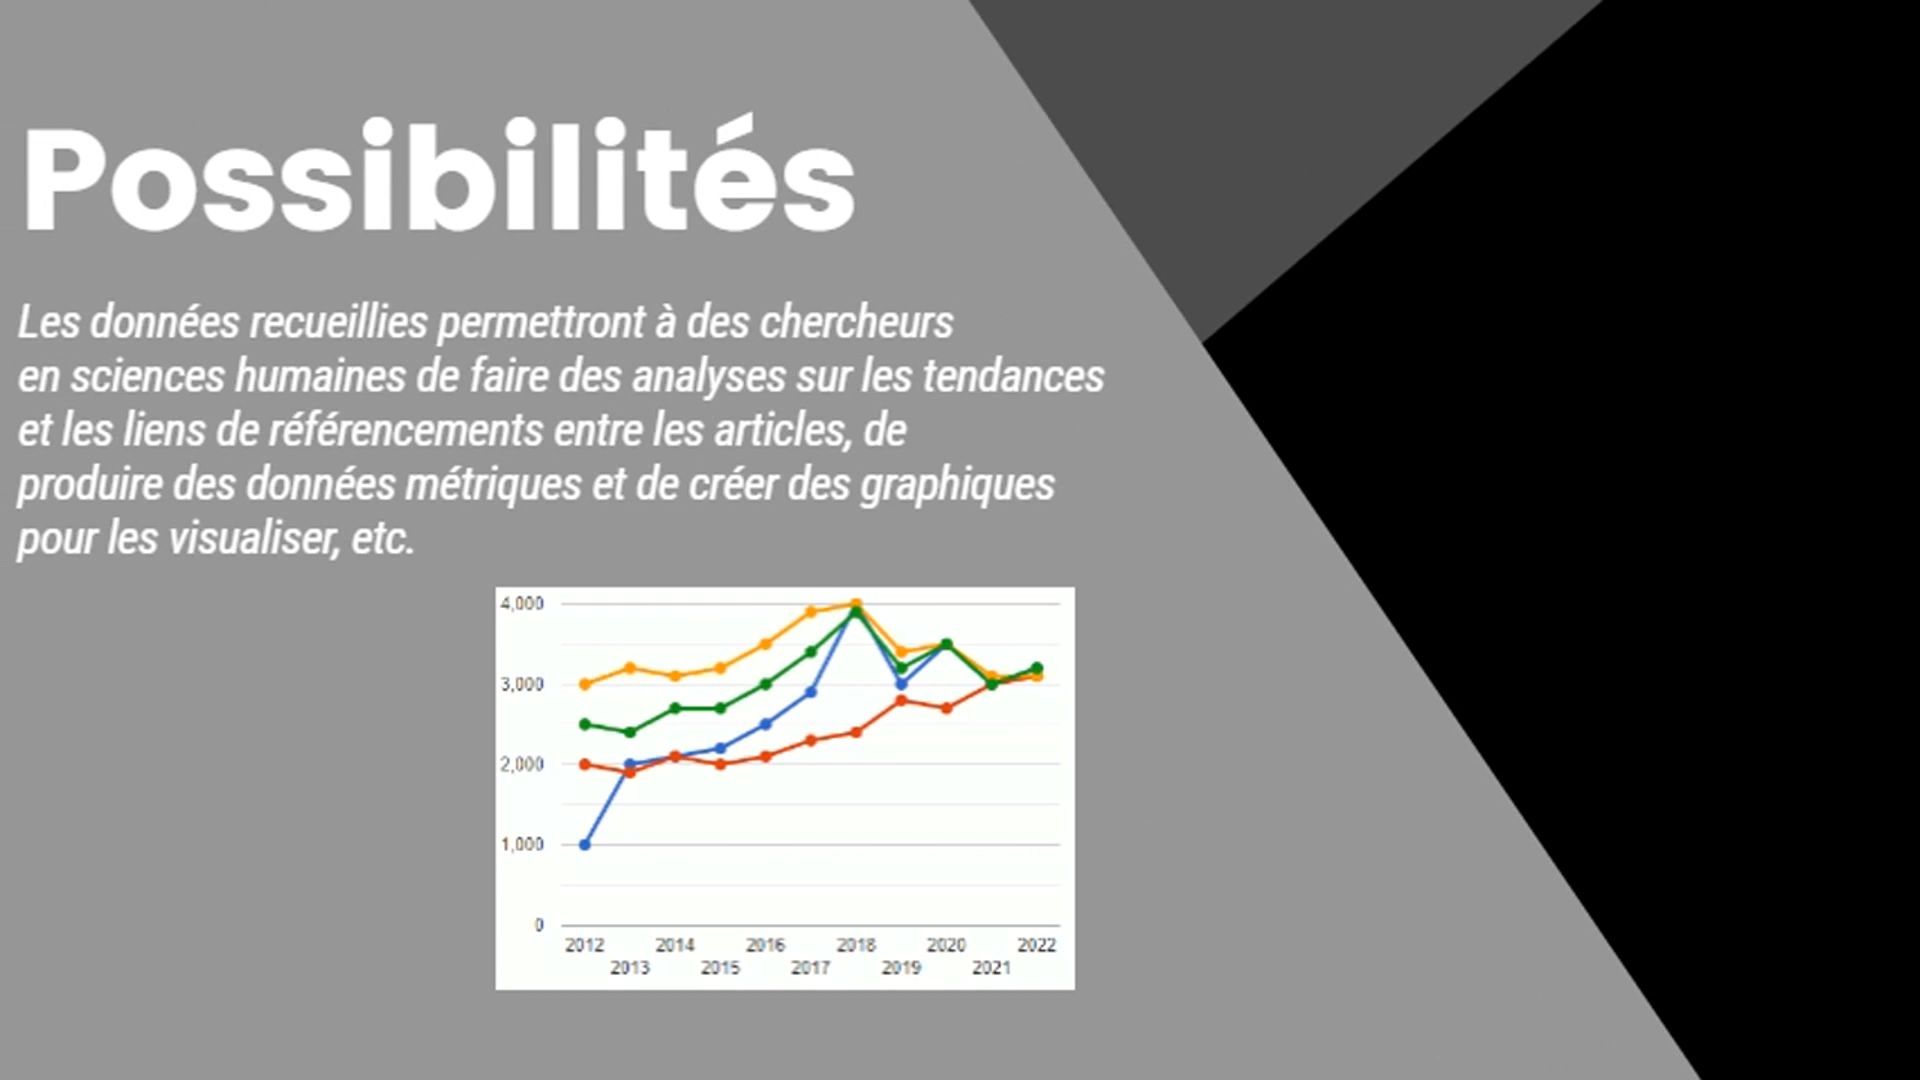 Possibilités
Les données recueillies permettront à des chercheurs
en sciences humaines de faire des analyses sur les tendances
et les liens de référencements entre les articles, de
produire des données métriques et de créer des graphiques
pour les visualiser, etc.
4,000
3,000
2,000
1,000
0
2012 2014 2016 2018 2020 2022
2013 2015 2017 2019 2021